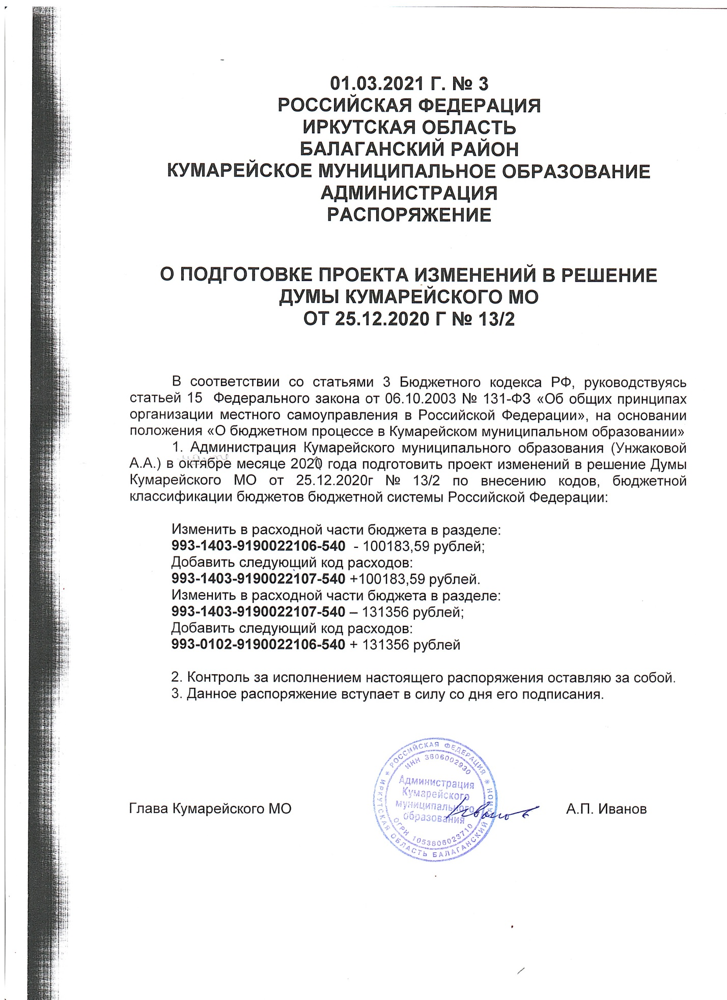 01.03.2021 Г. № 3
РОССИЙСКАЯ ФЕДЕРАЦИЯ
ИРКУТСКАЯ ОБЛАСТЬ
БАЛАГАНСКИЙ РАЙОН
КУМАРЕЙСКОЕ МУНИЦИПАЛЬНОЕ ОБРАЗОВАНИЕ
АДМИНИСТРАЦИЯ
РАСПОРЯЖЕНИЕ
О ПОДГОТОВКЕ ПРОЕКТА ИЗМЕНЕНИЙ В РЕШЕНИЕ
ДУМЫ КУМАРЕЙСКОГО МО
ОТ 25.12.2020 Г № 13/2
В соответствии со статьями 3 Бюджетного кодекса РФ, руководствуясь
статьей 15 Федерального закона от 06.10.2003 № 131-ФЗ «Об общих принципах
организации местного самоуправления в Российской Федерации», на основании
положения «О бюджетном процессе в Кумарейском муниципальном образовании»
1. Администрация Кумарейского муниципального образования (Унжаковой
марте
А.А.) в октябре месяце 2020 года подготовить проект изменений в решение Думы
Кумарейского МО от 25.12.2020г № 13/2 по внесению кодов, бюджетной
классификации бюджетов бюджетной системы Российской Федерации:
Изменить в расходной части бюджета в разделе:
993-1403-9190022106-540 - 100183,59 рублей;
Добавить следующий код расходов:
993-1403-9190022107-540 +100183,59 рублей.
Изменить в расходной части бюджета в разделе:
993-1403-9190022107-540 – 131356 рублей;
Добавить следующий код расходов:
993-0102-9190022106-540 + 131356 рублей
2. Контроль за исполнением настоящего распоряжения оставляю за собой.
3. Данное распоряжение вступает в силу со дня его подписания.
РОССИЙСКАЯ ФЕДЕРАЦИЯ
ИРКУТСКАЯ ОБЛАСТЬ БАЛАГАНСКИЙ РАЙОН
ИНН 3806002930
Администрация
Кумарейского
муниципального
образования
ОГРН 1053806023710
Глава Кумарейского МО
А.П. Иванов